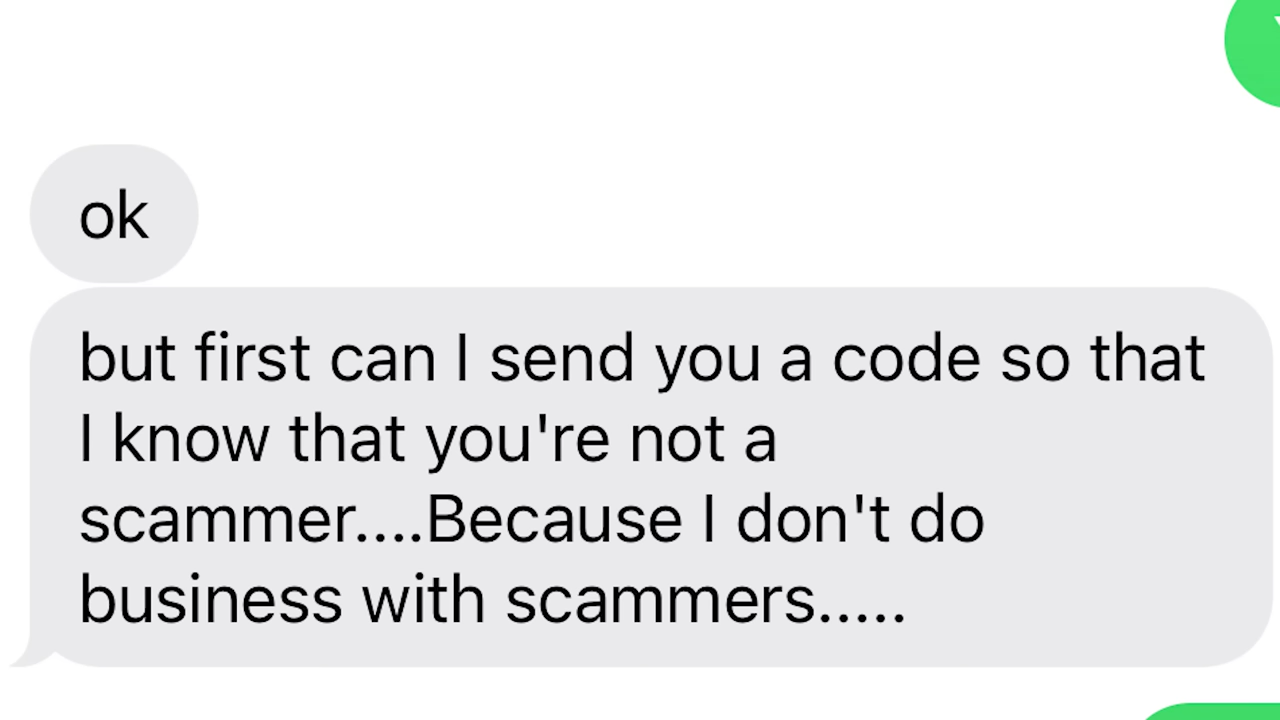 ok
but first can I send you a code so that
I know that you're not a
scammer....Because I don't do
business with scammers.....